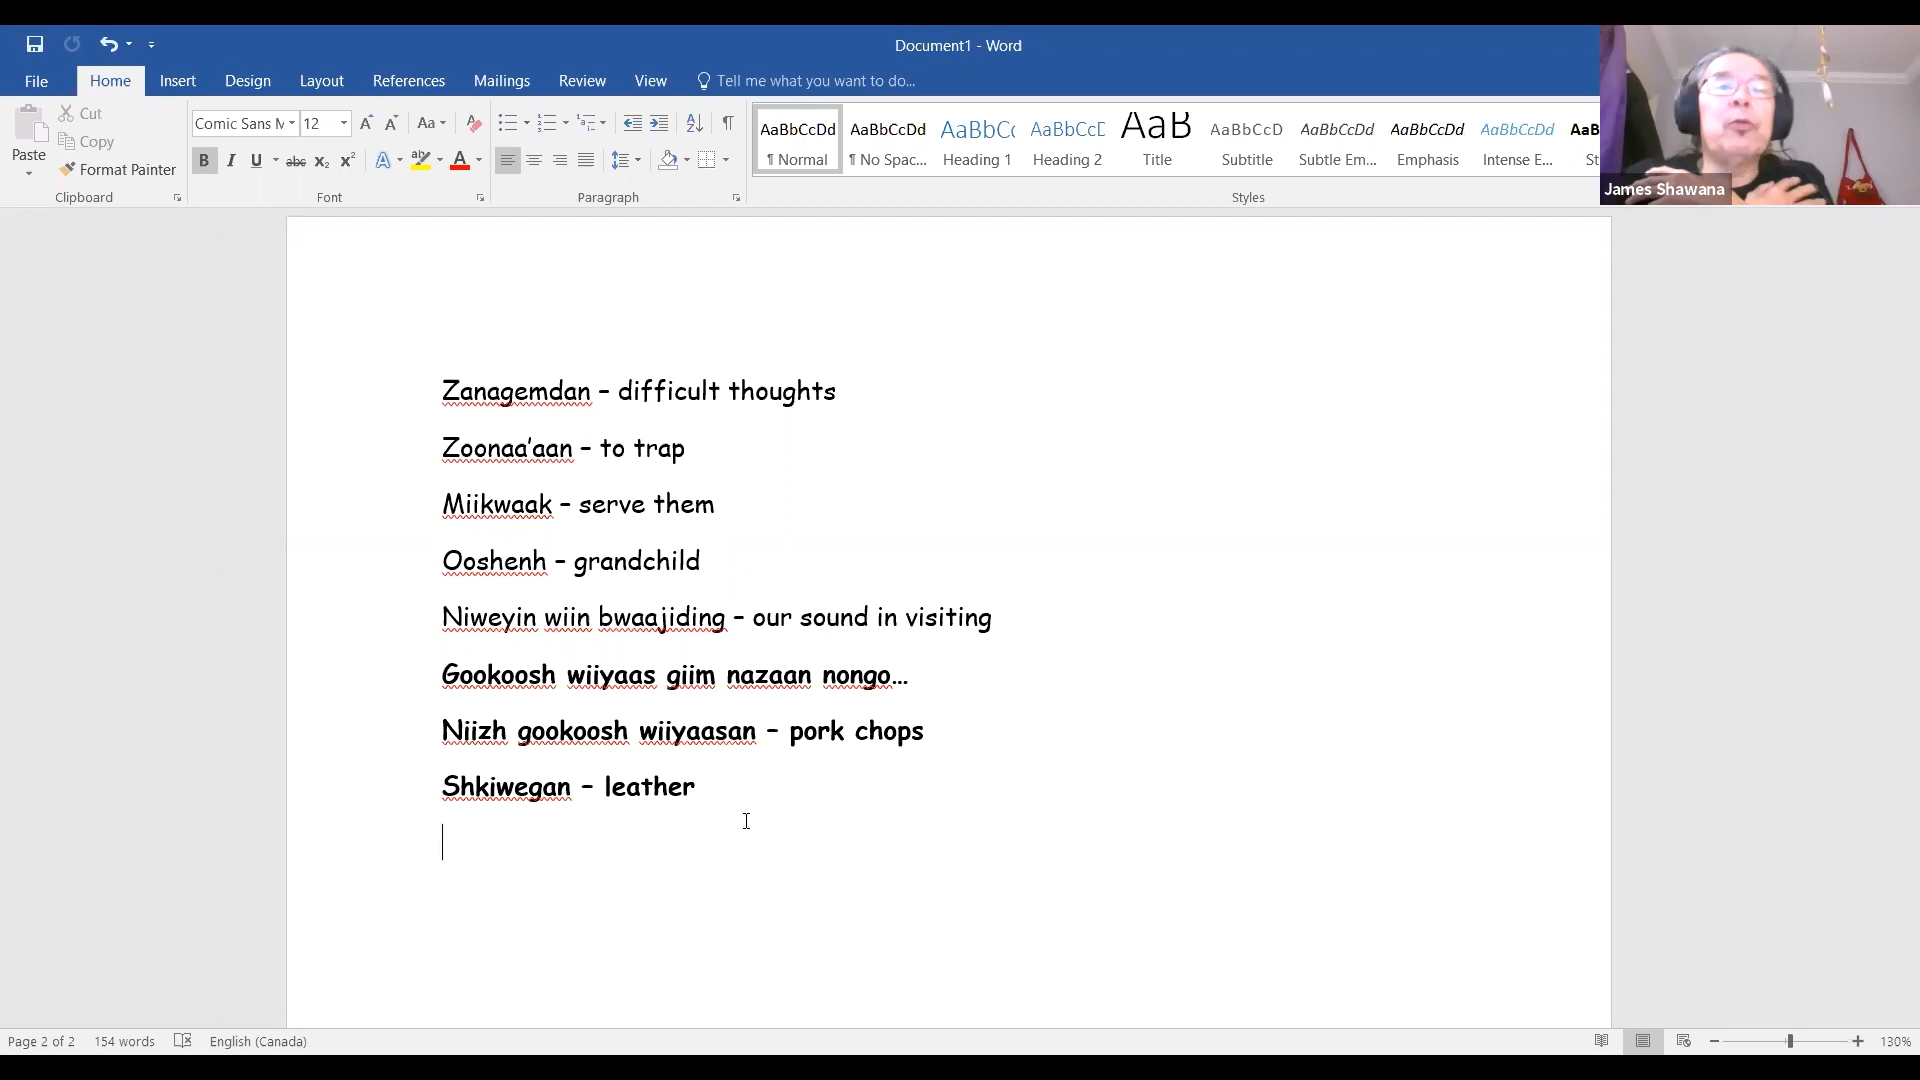 Document1 - Word
File Home Insert Design Layout References Mailings Review View Tell me what you want to do...
Paste
Cut
Copy
Format Painter
Clipboard
Comic Sans M 12
Font
Paragraph
AaBbCcDd AaBbCcDd AaBbCc AaBbCcD AaB AaBbCcD AaBbCcDd AaBbCcDd AaBbCcDd AaB
¶ Normal ¶ No Spac... Heading 1 Heading 2 Title Subtitle Subtle Em... Emphasis Intense E... St
Styles
James Shawana
Zanagemdan – difficult thoughts
Zoonaa’aan – to trap
Miikwaak – serve them
Ooshenh – grandchild
Niweyin wiin bwaajiding – our sound in visiting
Gookoosh wiiyaas giim nazaan nongo…
Niizh gookoosh wiiyaasan – pork chops
Shkiwegan – leather
Page 2 of 2 154 words English (Canada) 130%